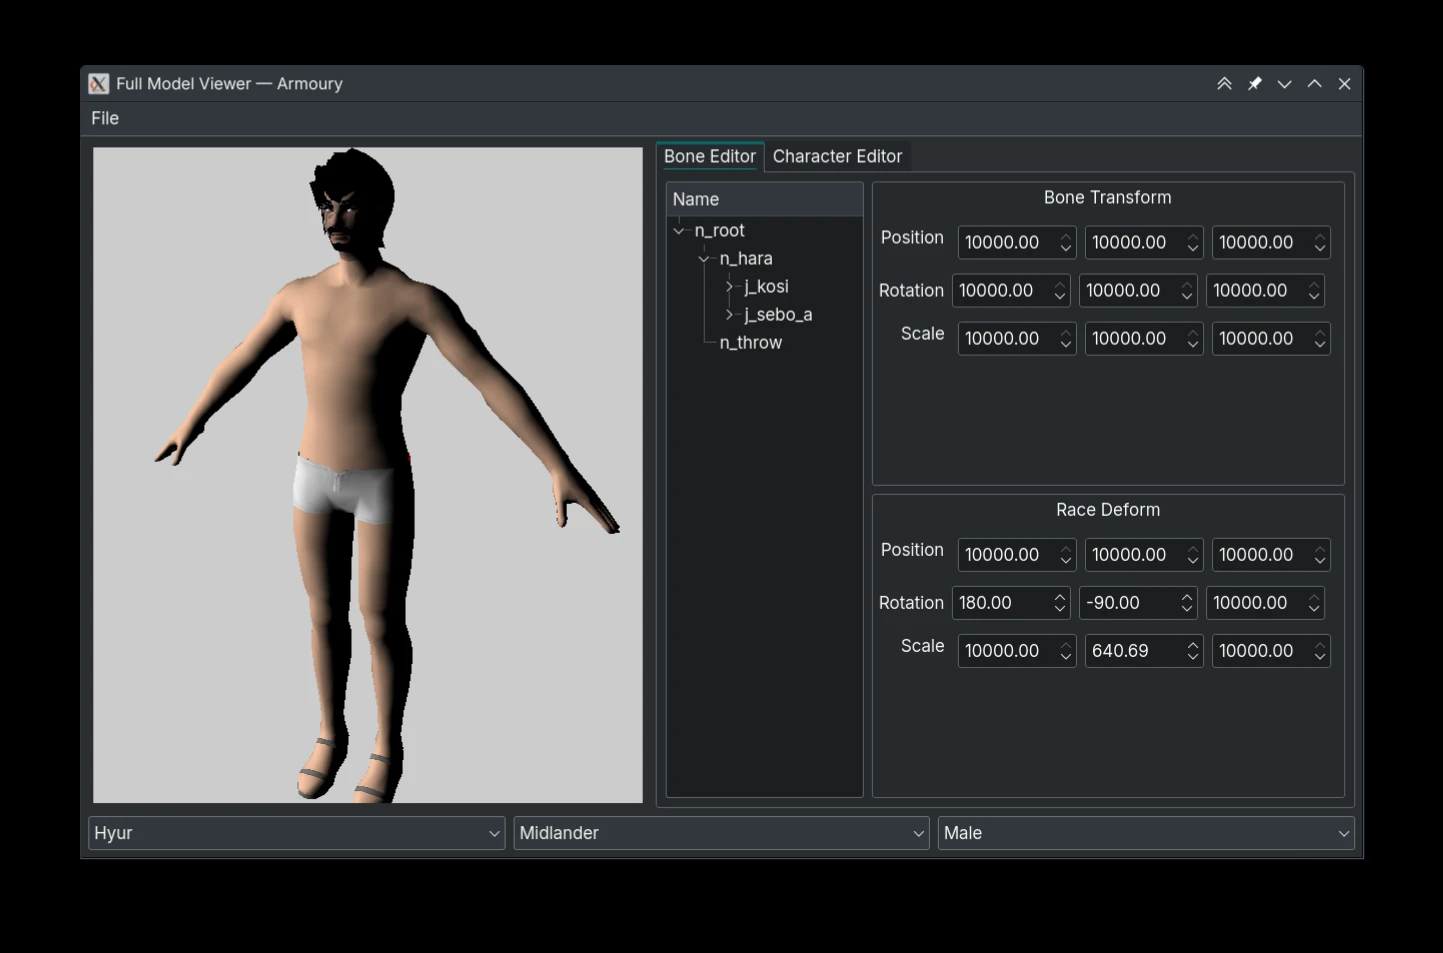 Full Model Viewer — Armoury
File
Bone Editor Character Editor
Name
n_root
n_hara
j_kosi
j_sebo_a
n_throw
Bone Transform
Position 10000.00 10000.00 10000.00
Rotation 10000.00 10000.00 10000.00
Scale 10000.00 10000.00 10000.00
Race Deform
Position 10000.00 10000.00 10000.00
Rotation 180.00 -90.00 10000.00
Scale 10000.00 640.69 10000.00
Hyur Midlander Male